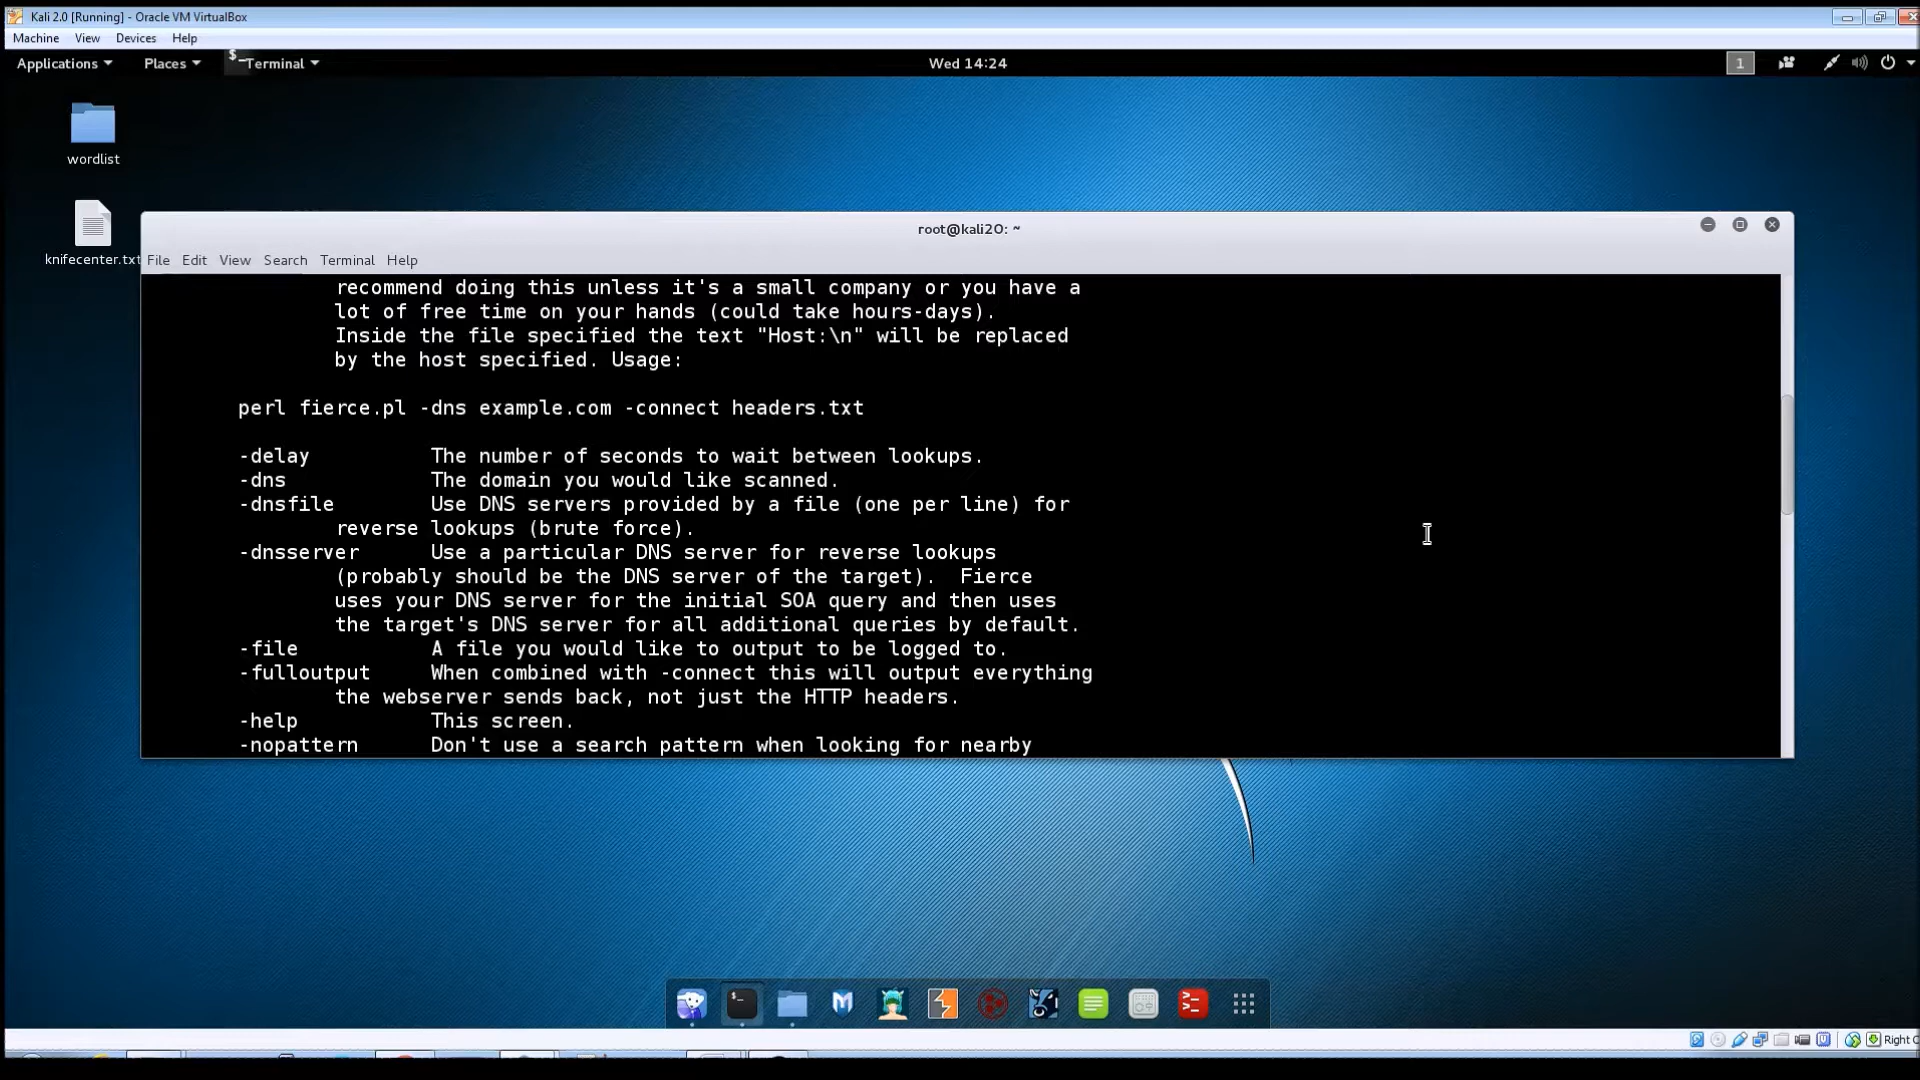 Kali 2.0 [Running] - Oracle VM VirtualBox
Machine View Devices Help
Applications Places Terminal Wed 14:24 1
wordlist
knifecenter.txt
root@kali20: ~
File Edit View Search Terminal Help
recommend doing this unless it's a small company or you have a
lot of free time on your hands (could take hours-days).
Inside the file specified the text "Host:\n" will be replaced
by the host specified. Usage:
perl fierce.pl -dns example.com -connect headers.txt
-delay The number of seconds to wait between lookups.
-dns The domain you would like scanned.
-dnsfile Use DNS servers provided by a file (one per line) for
reverse lookups (brute force).
-dnsserver Use a particular DNS server for reverse lookups
(probably should be the DNS server of the target). Fierce
uses your DNS server for the initial SOA query and then uses
the target's DNS server for all additional queries by default.
-file A file you would like to output to be logged to.
-fulloutput When combined with -connect this will output everything
the webserver sends back, not just the HTTP headers.
-help This screen.
-nopattern Don't use a search pattern when looking for nearby
Right C